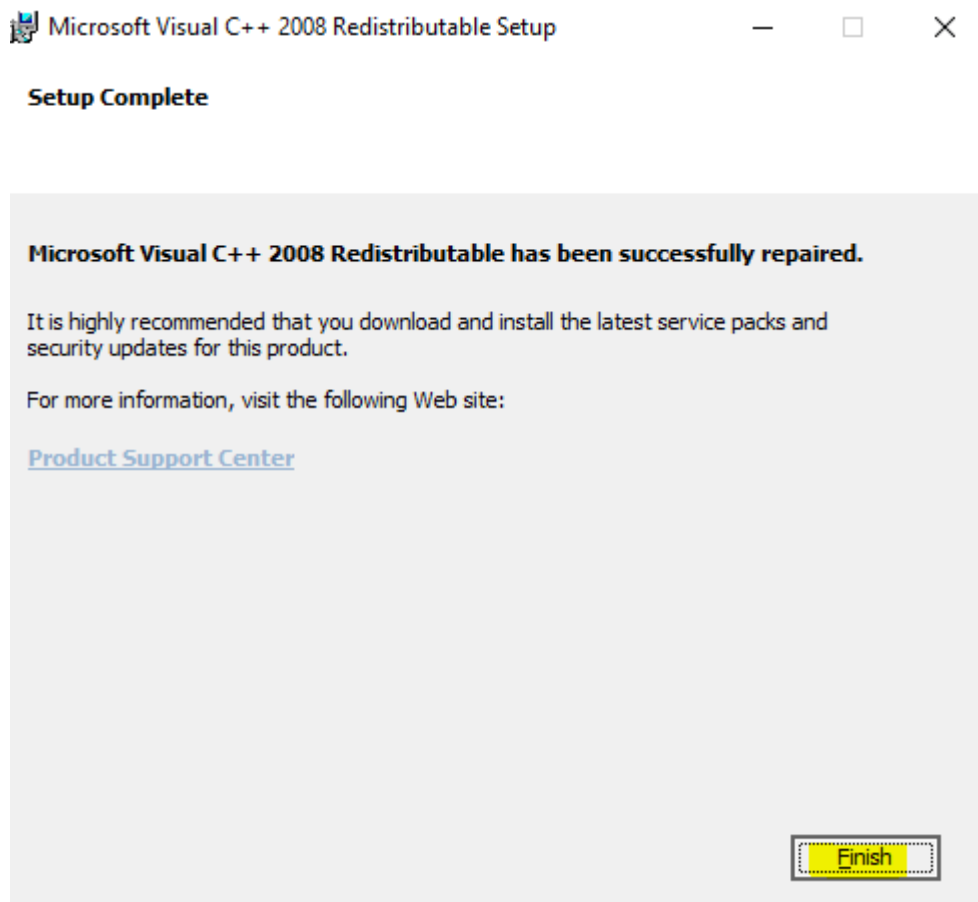 Microsoft Visual C++ 2008 Redistributable Setup
Setup Complete
Microsoft Visual C++ 2008 Redistributable has been successfully repaired.
It is highly recommended that you download and install the latest service packs and
security updates for this product.
For more information, visit the following Web site:
Product Support Center
Finish